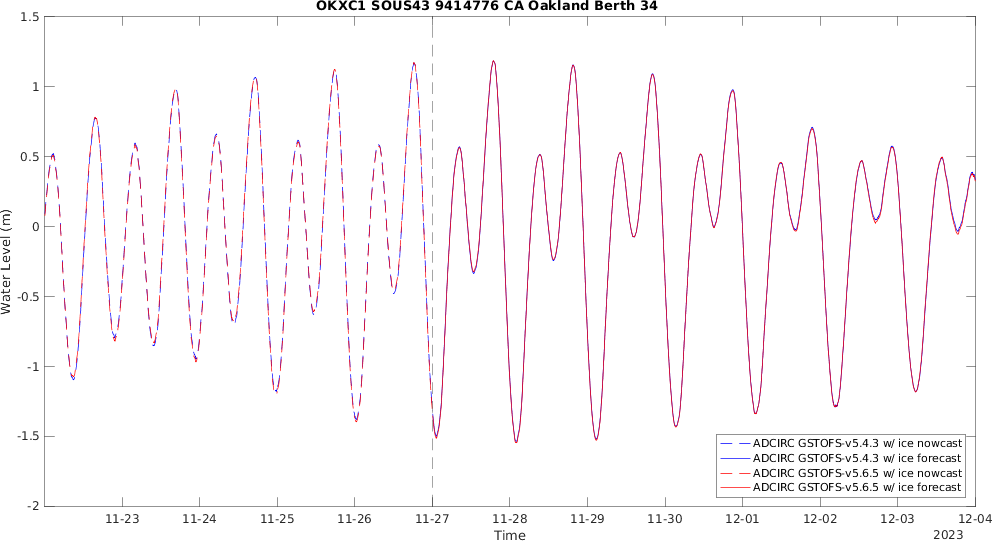 OKXC1 SOUS43 9414776 CA Oakland Berth 34
1.5
1
0.5
0
-0.5
-1
-1.5
-2
Water Level (m)
ADCIRC GSTOFS-v5.4.3 w/ ice nowcast
ADCIRC GSTOFS-v5.4.3 w/ ice forecast
ADCIRC GSTOFS-v5.6.5 w/ ice nowcast
ADCIRC GSTOFS-v5.6.5 w/ ice forecast
11-23 11-24 11-25 11-26 11-27 11-28 11-29 11-30 12-01 12-02 12-03 12-04
Time
2023